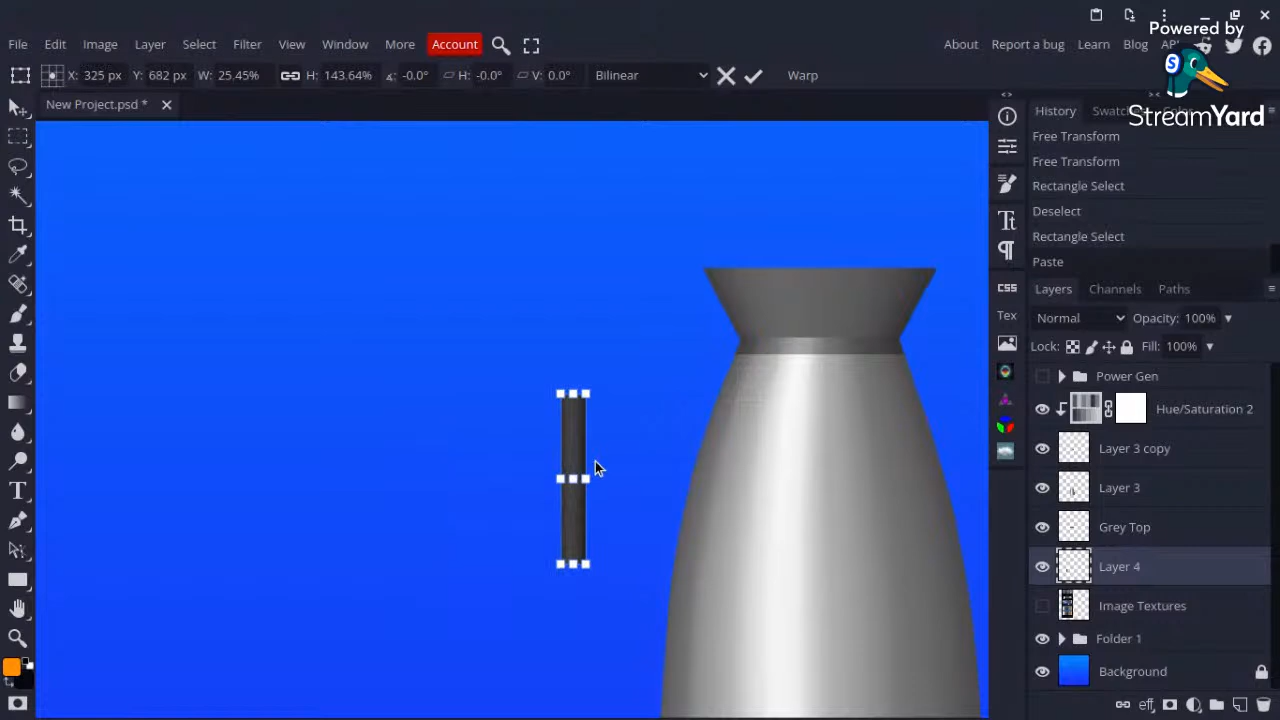 Powered by
StreamYard
File Edit Image Layer Select Filter View Window More Account
About Report a bug Learn Blog
X: 325 px Y: 682 px W: 25.45% H: 143.64% -0.0° H: -0.0° V: 0.0° Bilinear Warp
New Project.psd *
History
Free Transform
Free Transform
Rectangle Select
Deselect
Rectangle Select
Paste
Layers Channels Paths
Normal Opacity: 100%
Lock: Fill: 100%
Power Gen
Hue/Saturation 2
Layer 3 copy
Layer 3
Grey Top
Layer 4
Image Textures
Folder 1
Background
CSS
Tex
eff